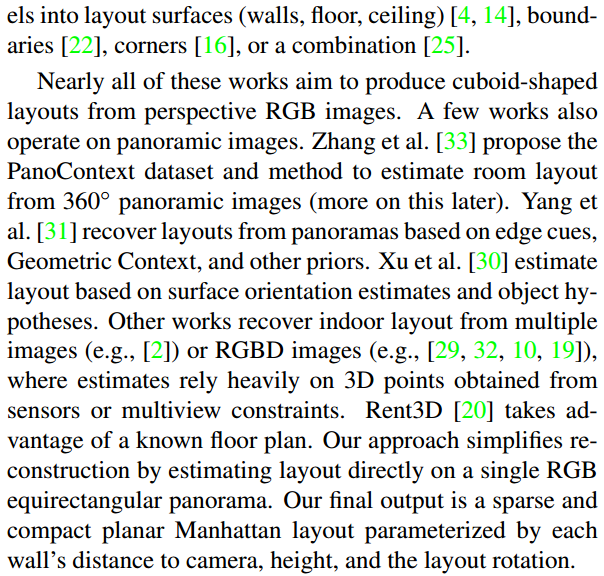 els into layout surfaces (walls, floor, ceiling) [4, 14], bound-
aries [22], corners [16], or a combination [25].
Nearly all of these works aim to produce cuboid-shaped
layouts from perspective RGB images. A few works also
operate on panoramic images. Zhang et al. [33] propose the
PanoContext dataset and method to estimate room layout
from 360° panoramic images (more on this later). Yang et
al. [31] recover layouts from panoramas based on edge cues,
Geometric Context, and other priors. Xu et al. [30] estimate
layout based on surface orientation estimates and object hy-
potheses. Other works recover indoor layout from multiple
images (e.g., [2]) or RGBD images (e.g., [29, 32, 10, 19]),
where estimates rely heavily on 3D points obtained from
sensors or multiview constraints. Rent3D [20] takes ad-
vantage of a known floor plan. Our approach simplifies re-
construction by estimating layout directly on a single RGB
equirectangular panorama. Our final output is a sparse and
compact planar Manhattan layout parameterized by each
wall's distance to camera, height, and the layout rotation.